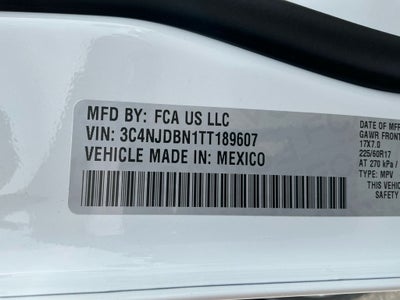 MFD BY: FCA US LLC
VIN: 3C4NJDBN1TT189607
VEHICLE MADE IN: MEXICO
DATE OF MFR
GAWR FRONT
17X7.0
225/60R17
AT 270 kPa /
TYPE: MPV
THIS VEHICL
SAFETY